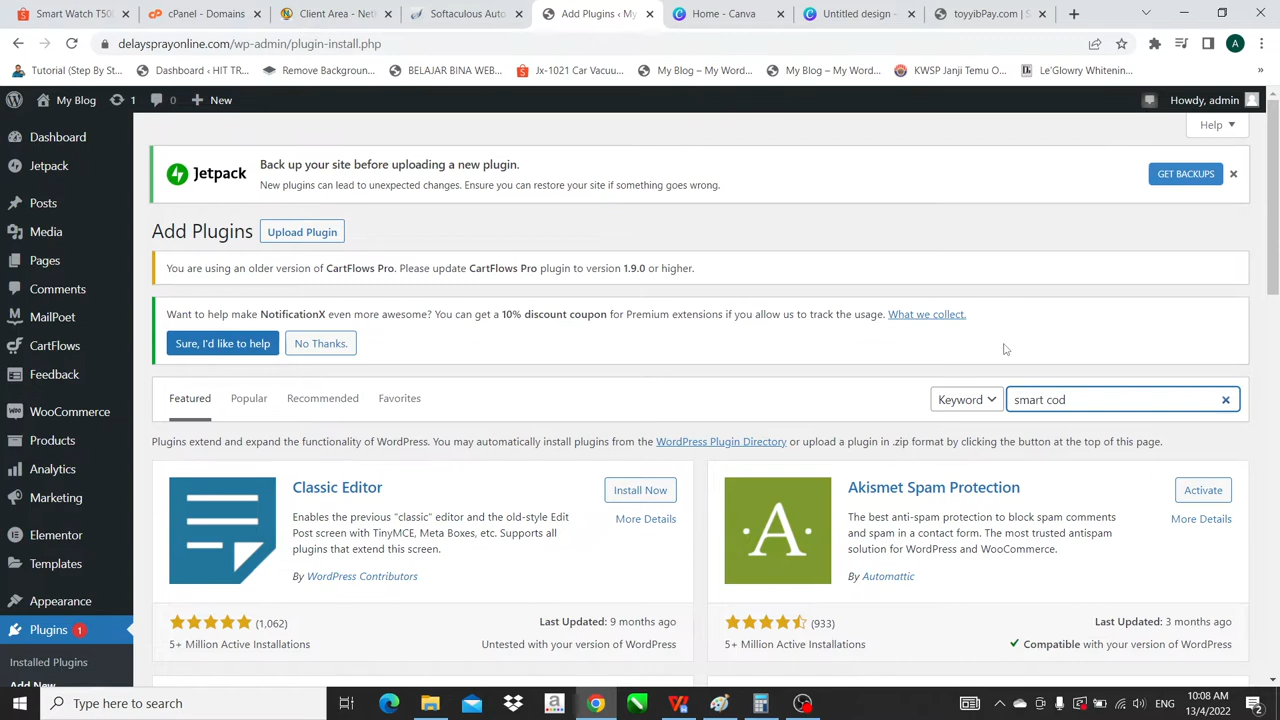 Smart Watch T50
cPanel - Domains
Client Area - Net
Softaculous Auto
Add Plugins ‹ My
Home - Canva
Untitled design -
toyyibPay.com | S
delayspray​online.com/wp-admin/plugin-install.php
A
Tutorial (Step By St...
Dashboard ‹ HIT TR...
Remove Backgroun...
BELAJAR BINA WEB...
Jx-1021 Car Vacuu...
My Blog – My Wor...
My Blog – My Wor...
KWSP Janji Temu O...
Le'Glowry Whitenin...
»
My Blog
1
0
New
Howdy, admin
Help
Dashboard
Jetpack
Posts
Media
Pages
Comments
MailPoet
CartFlows
Feedback
WooCommerce
Products
Analytics
Marketing
Elementor
Templates
Appearance
Plugins 1
Installed Plugins
Add New
Jetpack
Back up your site before uploading a new plugin.
New plugins can lead to unexpected changes. Ensure you can restore your site if something goes wrong.
GET BACKUPS
Add Plugins
Upload Plugin
You are using an older version of CartFlows Pro. Please update CartFlows Pro plugin to version 1.9.0 or higher.
Want to help make NotificationX even more awesome? You can get a 10% discount coupon for Premium extensions if you allow us to track the usage. What we collect.
Sure, I'd like to help
No Thanks.
Featured
Popular
Recommended
Favorites
Keyword
smart cod
Plugins extend and expand the functionality of WordPress. You may automatically install plugins from the WordPress Plugin Directory or upload a plugin in .zip format by clicking the button at the top of this page.
Classic Editor
Install Now
More Details
Enables the previous "classic" editor and the old-style Edit
Post screen with TinyMCE, Meta Boxes, etc. Supports all
plugins that extend this screen.
By WordPress Contributors
(1,062)
Last Updated: 9 months ago
5+ Million Active Installations
Untested with your version of WordPress
A
Akismet Spam Protection
Activate
More Details
The best anti-spam protection to block spam comments
and spam in a contact form. The most trusted antispam
solution for WordPress and WooCommerce.
By Automattic
(933)
Last Updated: 3 months ago
5+ Million Active Installations
Compatible with your version of WordPress
Type here to search
10:08 AM
13/4/2022
2